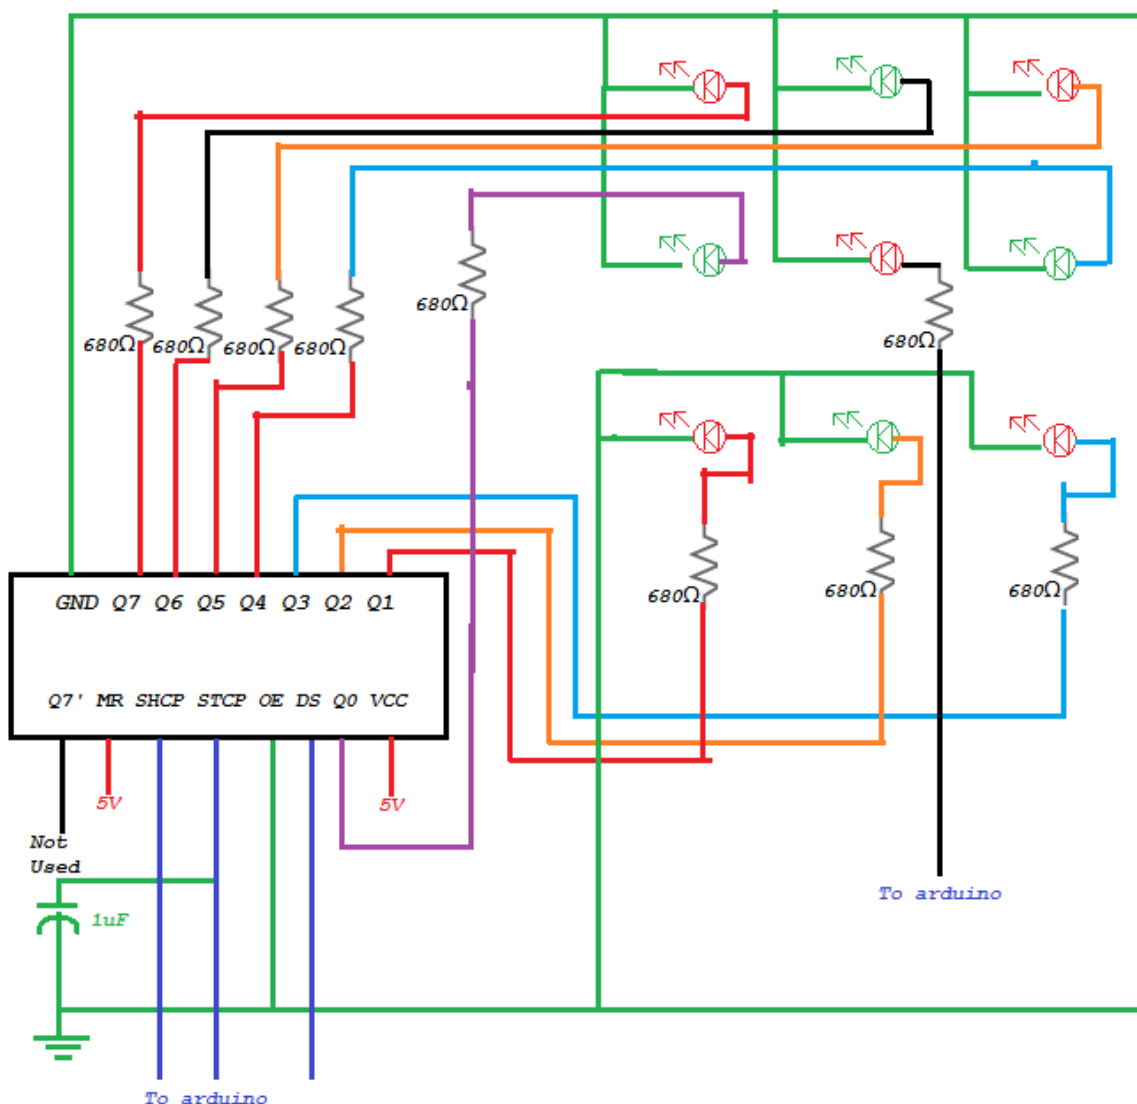 680Ω
680Ω 680Ω 680Ω 680Ω
680Ω
680Ω 680Ω 680Ω
GND Q7 Q6 Q5 Q4 Q3 Q2 Q1
Q7' MR SHCP STCP OE DS Q0 VCC
5V 5V
Not
Used
To arduino
1uF
To arduino